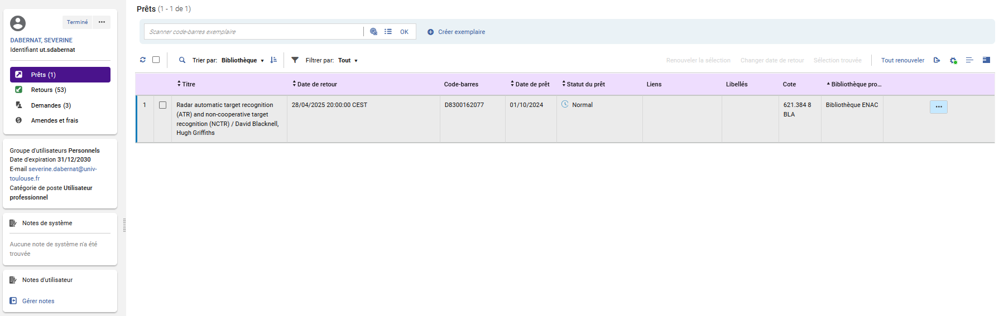 Terminé
DABERNAT, SEVERINE
Identifiant ut.sdabernat
Prêts (1)
Retours (53)
Demandes (3)
Amendes et frais
Groupe d'utilisateurs Personnels
Date d'expiration 31/12/2030
E-mail severine.dabernat@univ-
toulouse.fr
Catégorie de poste Utilisateur
professionnel
Notes de système
Aucune note de système n'a été
trouvée
Notes d'utilisateur
Gérer notes
Prêts (1 - 1 de 1)
Scanner code-barres exemplaire OK Créer exemplaire
Trier par: Bibliothèque Filtrer par: Tout Renouveler la sélection Changer date de retour Sélection trouvée Tout renouveler
Titre Date de retour Code-barres Date de prêt Statut du prêt Liens Libellés Cote Bibliothèque pro...
1 Radar automatic target recognition 28/04/2025 20:00:00 CEST D8300162077 01/10/2024 Normal 621.384 8 Bibliothèque ENAC
(ATR) and non-cooperative target BLA
recognition (NCTR) / David Blacknell,
Hugh Griffiths